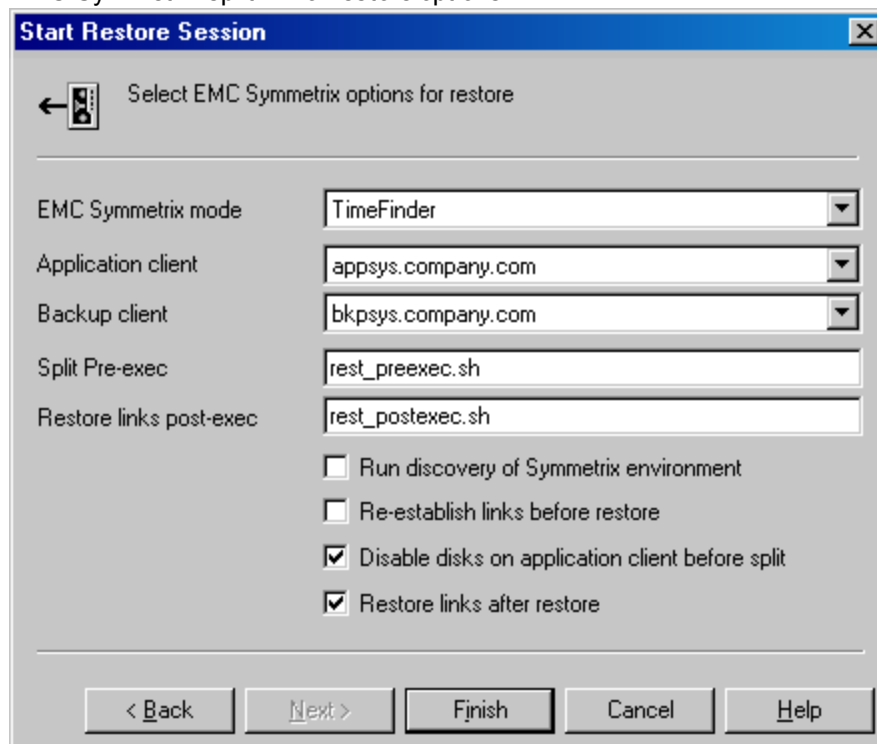 Start Restore Session
Select EMC Symmetrix options for restore
EMC Symmetrix mode TimeFinder
Application client appsys.company.com
Backup client bkpsys.company.com
Split Pre-exec rest_preexec.sh
Restore links post-exec rest_postexec.sh
Run discovery of Symmetrix environment
Re-establish links before restore
Disable disks on application client before split
Restore links after restore
< Back Next > Finish Cancel Help